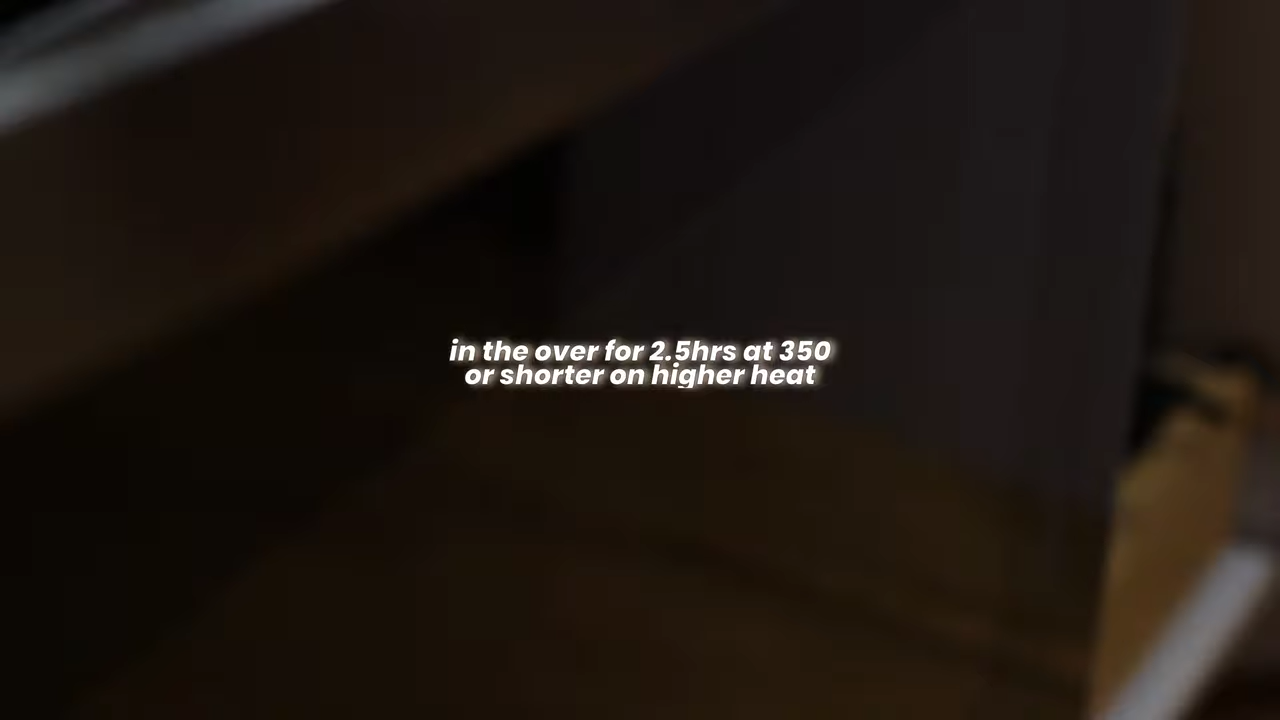 in the over for 2.5hrs at 350
or shorter on higher heat